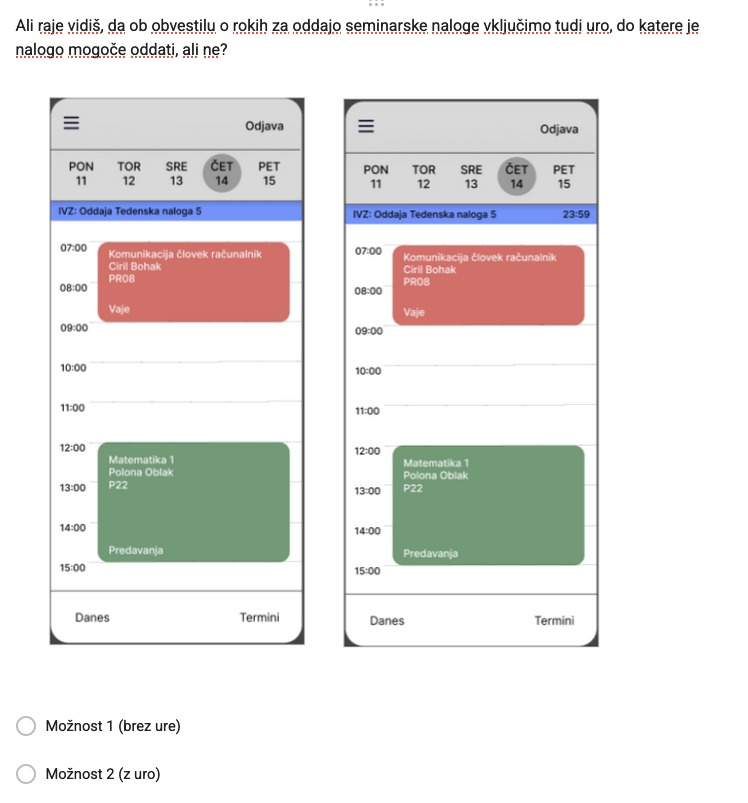 Ali raje vidiš, da ob obvestilu o rokih za oddajo seminarske naloge vključimo tudi uro, do katere je
nalogo mogoče oddati, ali ne?
Odjava
PON TOR SRE ČET PET
11 12 13 14 15
IVZ: Oddaja Tedenska naloga 5
07:00
Komunikacija človek računalnik
Ciril Bohak
PR08
08:00
Vaje
09:00
10:00
11:00
12:00
Matematika 1
Polona Oblak
P22
13:00
14:00
Predavanja
15:00
Danes Termini
Odjava
PON TOR SRE ČET PET
11 12 13 14 15
IVZ: Oddaja Tedenska naloga 5 23:59
07:00
Komunikacija človek računalnik
Ciril Bohak
PR08
08:00
Vaje
09:00
10:00
11:00
12:00
Matematika 1
Polona Oblak
P22
13:00
14:00
Predavanja
15:00
Danes Termini
Možnost 1 (brez ure)
Možnost 2 (z uro)